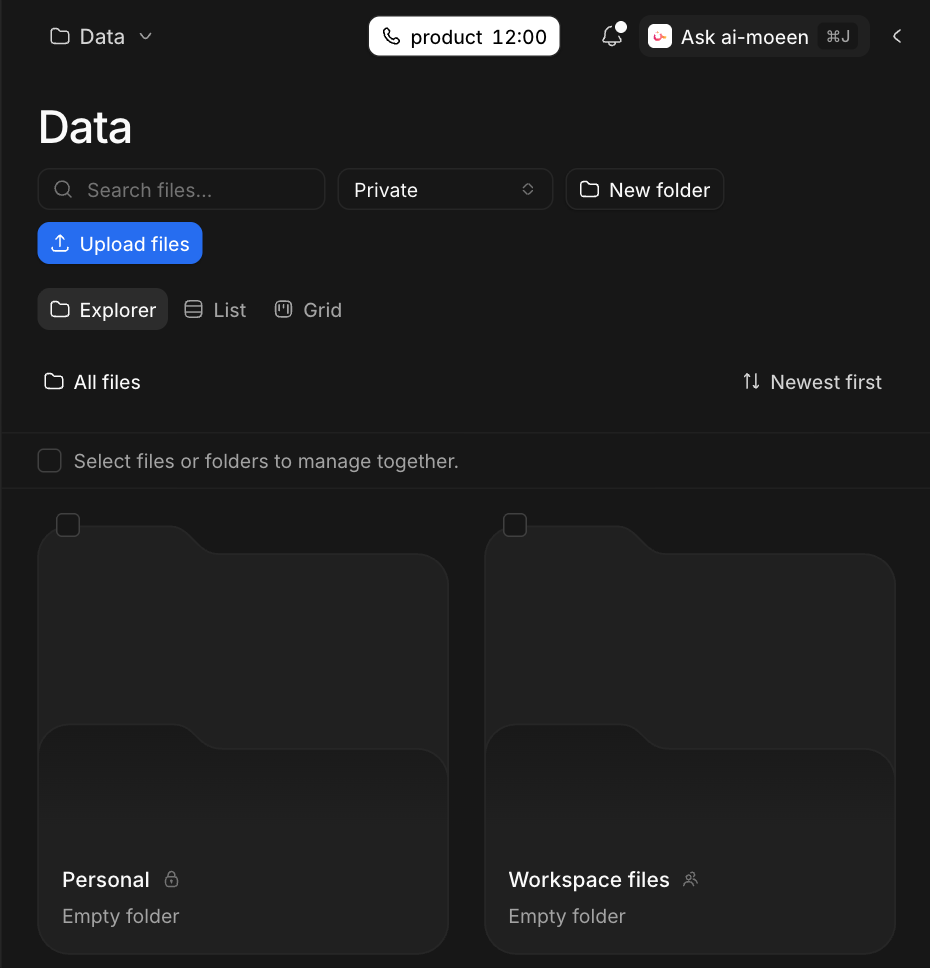 Data
product 12:00
Ask ai-moeen ⌘J
Data
Search files...
Private
New folder
Upload files
Explorer
List
Grid
All files
Newest first
Select files or folders to manage together.
Personal
Empty folder
Workspace files
Empty folder